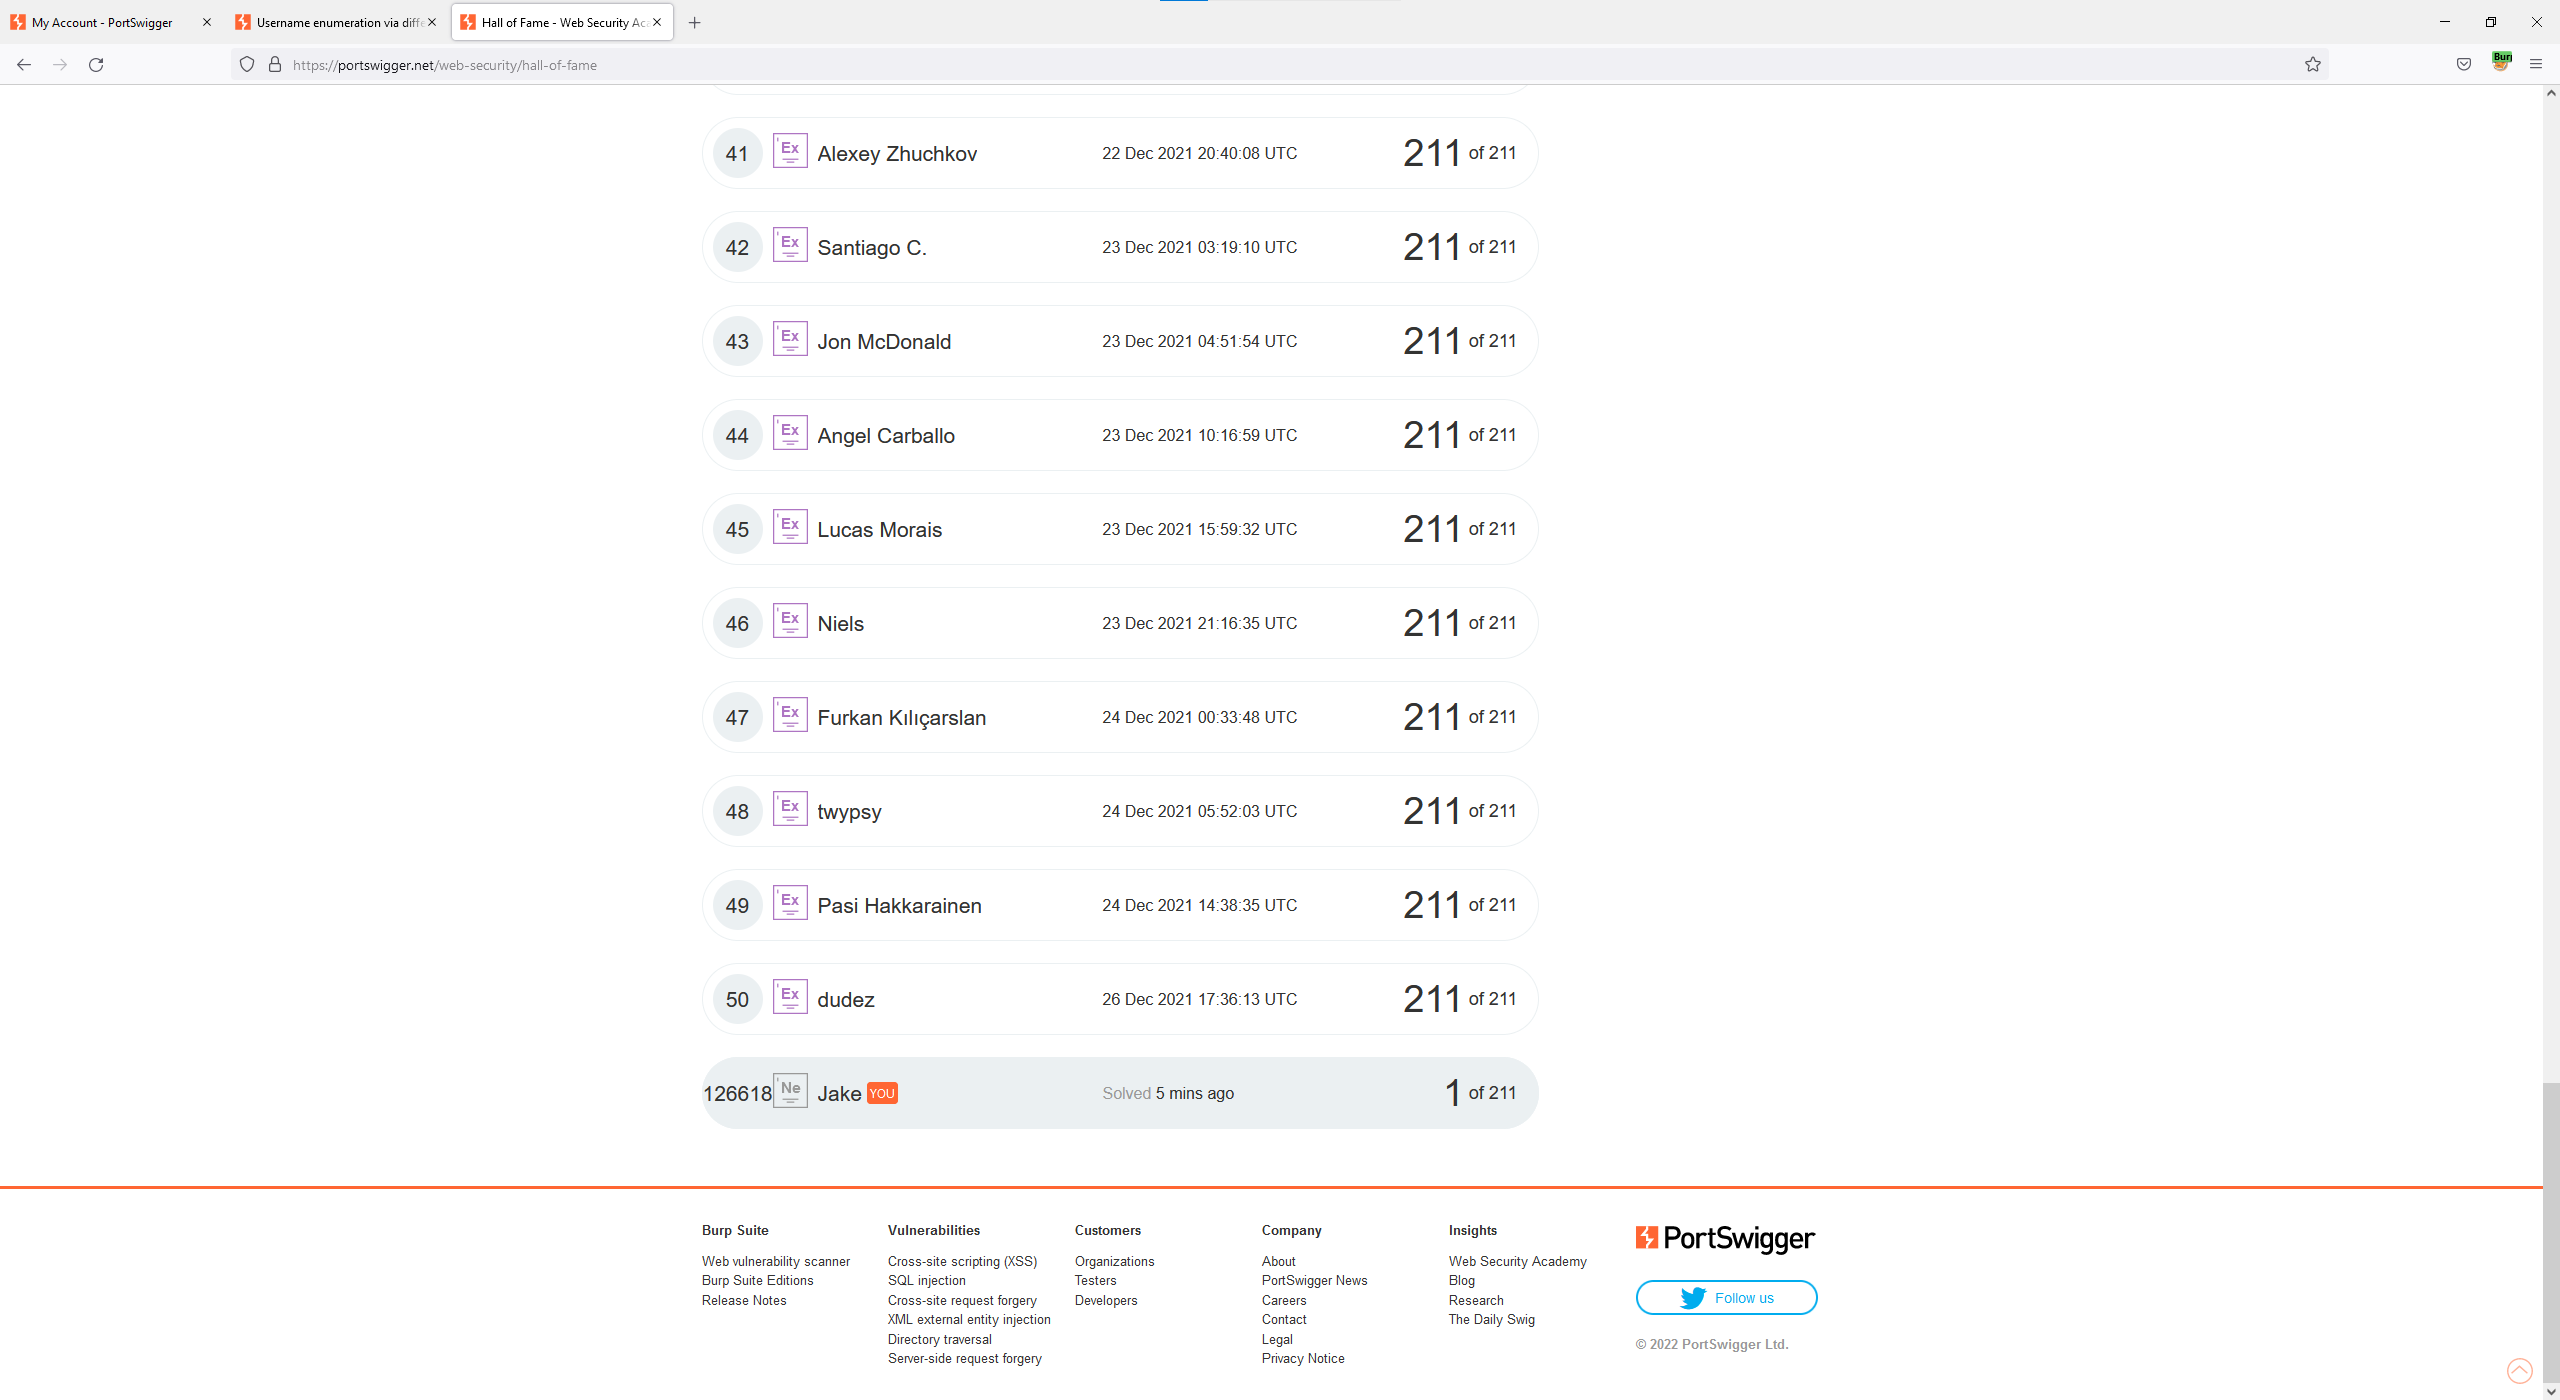 My Account - PortSwigger
Username enumeration via diffe
Hall of Fame - Web Security Aca
https://portswigger.net/web-security/hall-of-fame
Bur
41 Ex Alexey Zhuchkov 22 Dec 2021 20:40:08 UTC 211 of 211
42 Ex Santiago C. 23 Dec 2021 03:19:10 UTC 211 of 211
43 Ex Jon McDonald 23 Dec 2021 04:51:54 UTC 211 of 211
44 Ex Angel Carballo 23 Dec 2021 10:16:59 UTC 211 of 211
45 Ex Lucas Morais 23 Dec 2021 15:59:32 UTC 211 of 211
46 Ex Niels 23 Dec 2021 21:16:35 UTC 211 of 211
47 Ex Furkan Kılıçarslan 24 Dec 2021 00:33:48 UTC 211 of 211
48 Ex twypsy 24 Dec 2021 05:52:03 UTC 211 of 211
49 Ex Pasi Hakkarainen 24 Dec 2021 14:38:35 UTC 211 of 211
50 Ex dudez 26 Dec 2021 17:36:13 UTC 211 of 211
126618 Ne Jake YOU Solved 5 mins ago 1 of 211
Burp Suite
Web vulnerability scanner
Burp Suite Editions
Release Notes
Vulnerabilities
Cross-site scripting (XSS)
SQL injection
Cross-site request forgery
XML external entity injection
Directory traversal
Server-side request forgery
Customers
Organizations
Testers
Developers
Company
About
PortSwigger News
Careers
Contact
Legal
Privacy Notice
Insights
Web Security Academy
Blog
Research
The Daily Swig
PortSwigger
Follow us
© 2022 PortSwigger Ltd.